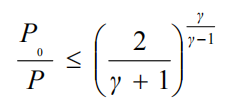 P₀/P ≤ (2/(γ + 1))^(γ/(γ−1))